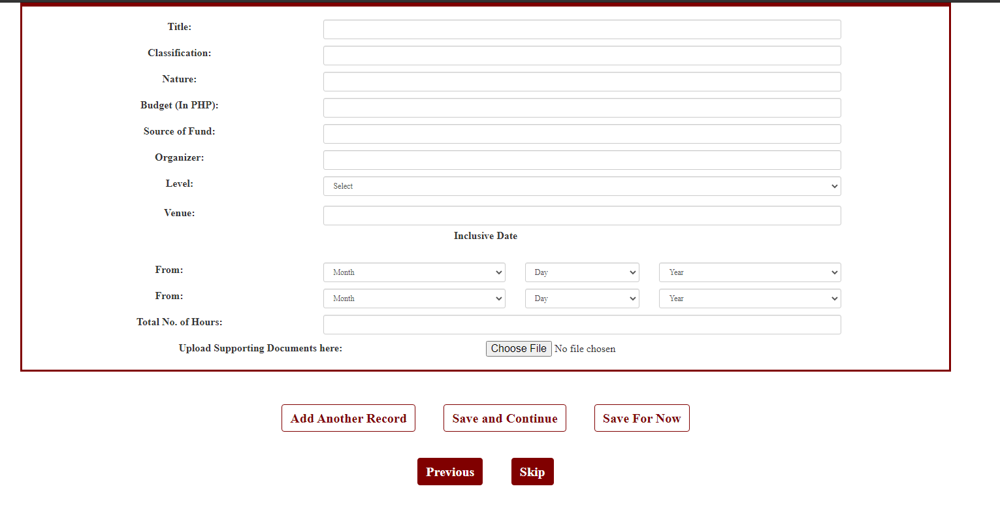 Title:
Classification:
Nature:
Budget (In PHP):
Source of Fund:
Organizer:
Level: Select
Venue:
Inclusive Date
From: Month Day Year
From: Month Day Year
Total No. of Hours:
Upload Supporting Documents here: Choose File No file chosen
Add Another Record Save and Continue Save For Now
Previous Skip